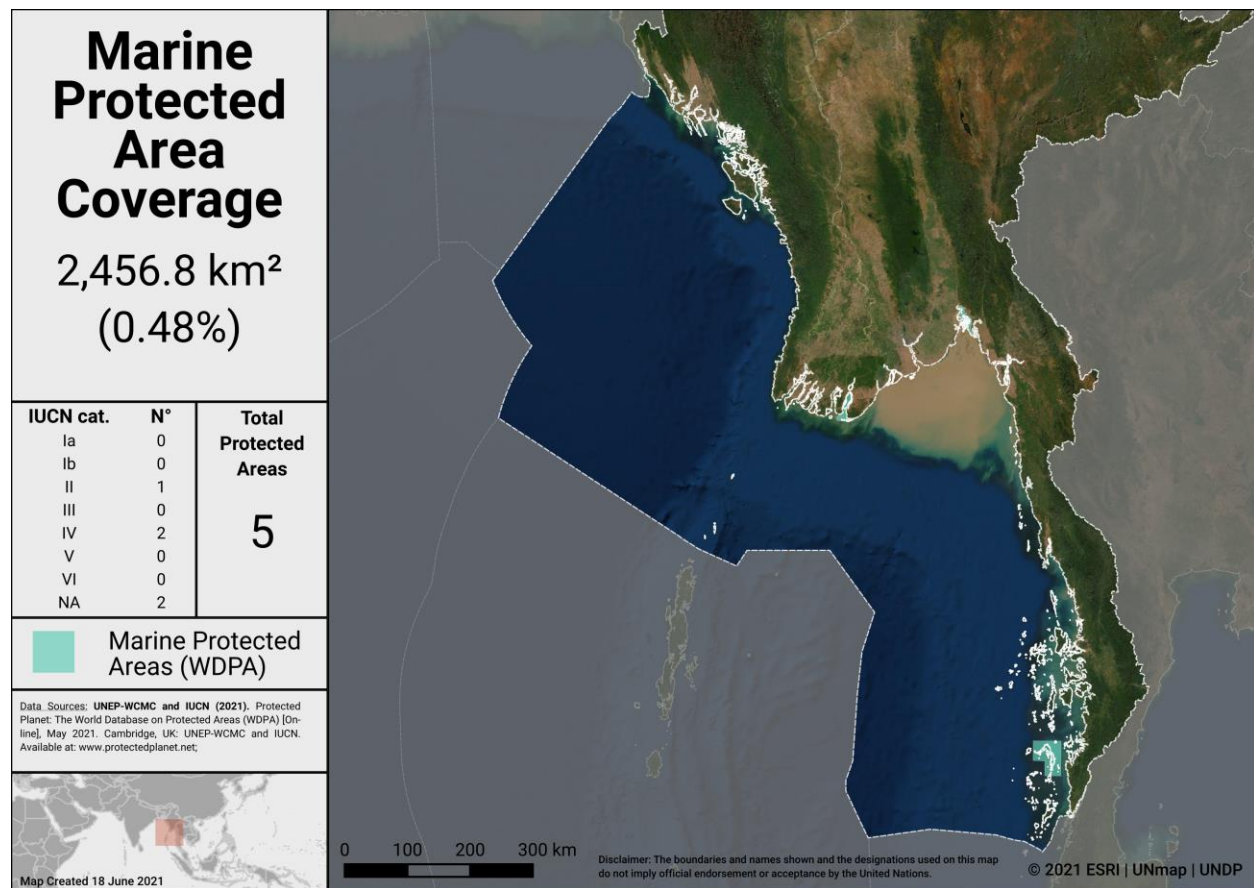 Marine
Protected
Area
Coverage
2,456.8 km²
(0.48%)
IUCN cat. N°
Ia 0
Ib 0
II 1
III 0
IV 2
V 0
VI 0
NA 2
Total
Protected
Areas
5
Marine Protected
Areas (WDPA)
Data Sources: UNEP-WCMC and IUCN (2021). Protected
Planet: The World Database on Protected Areas (WDPA) [On-
line], May 2021. Cambridge, UK: UNEP-WCMC and IUCN.
Available at: www.protectedplanet.net;
Map Created 18 June 2021
0 100 200 300 km
Disclaimer: The boundaries and names shown and the designations used on this map
do not imply official endorsement or acceptance by the United Nations.
© 2021 ESRI | UNmap | UNDP